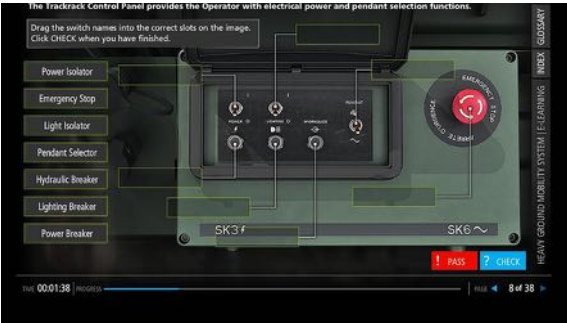 The Trackrack Control Panel provides the Operator with electrical power and pendant selection functions.
Drag the switch names into the correct slots on the image.
Click CHECK when you have finished.
Power Isolator
Emergency Stop
Light Isolator
Pendant Selector
Hydraulic Breaker
Lighting Breaker
Power Breaker
POWER
LIGHTING
HYDRAULICS
EMERGENCY STOP
ARRETE D'URGENCE
SK3
SK6
! PASS
? CHECK
TIME 00:01:38 PROGRESS
PAGE 8 of 38
HEAVY GROUND MOBILITY SYSTEM | E-LEARNING
INDEX
GLOSSARY